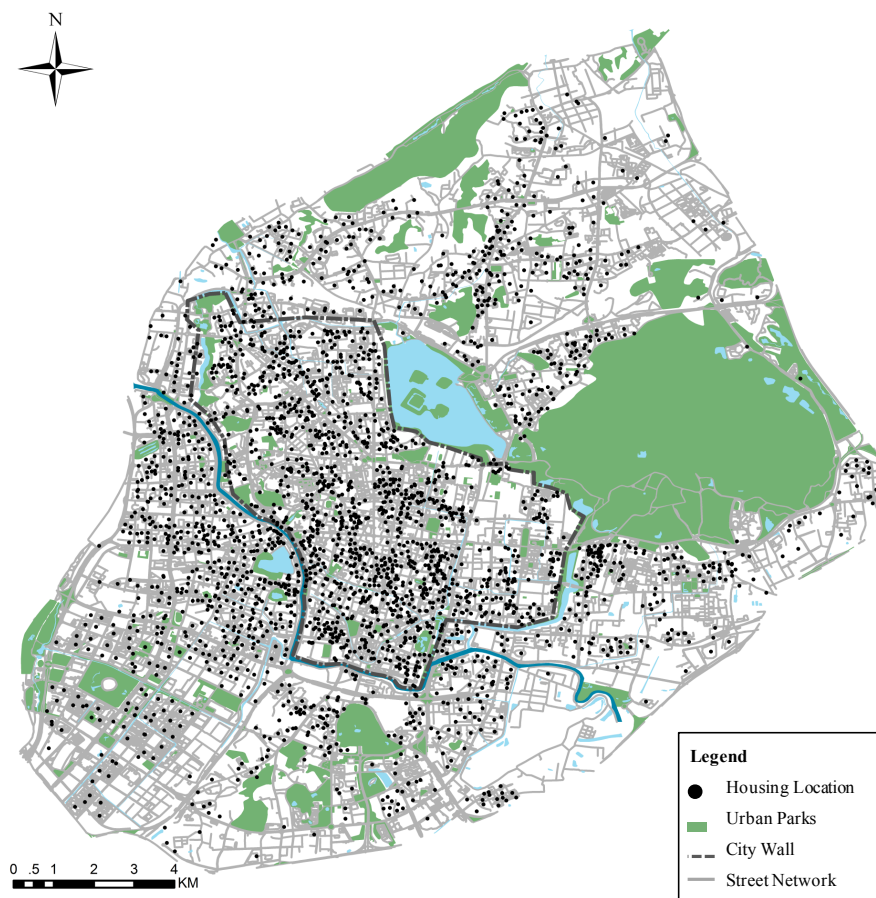 N
Legend
Housing Location
Urban Parks
City Wall
Street Network
0 .5 1 2 3 4
KM